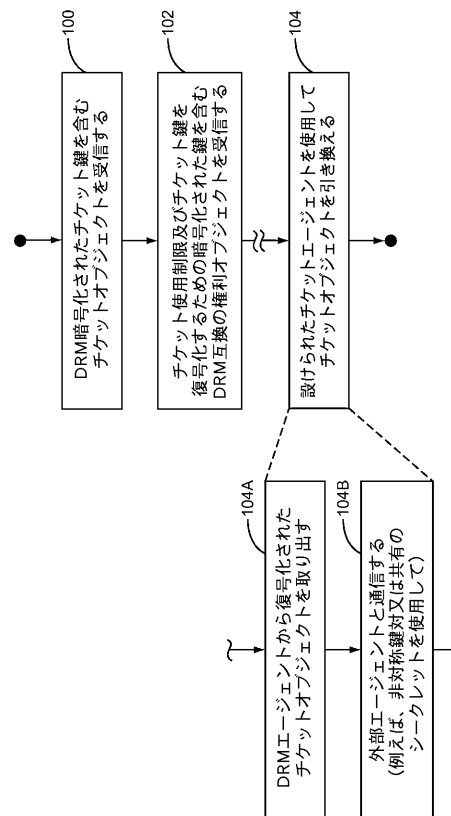 100
DRM暗号化されたチケット鍵を含む
チケットオブジェクトを受信する
102
チケット使用制限及びチケット鍵を
復号化するための暗号化された鍵を含む
DRM互換の権利オブジェクトを受信する
104
設けられたチケットエージェントを使用して
チケットオブジェクトを引き換える
104A
DRMエージェントから復号化された
チケットオブジェクトを取り出す
104B
外部エージェントと通信する
(例えば、非対称鍵対又は共有の
シークレットを使用して)